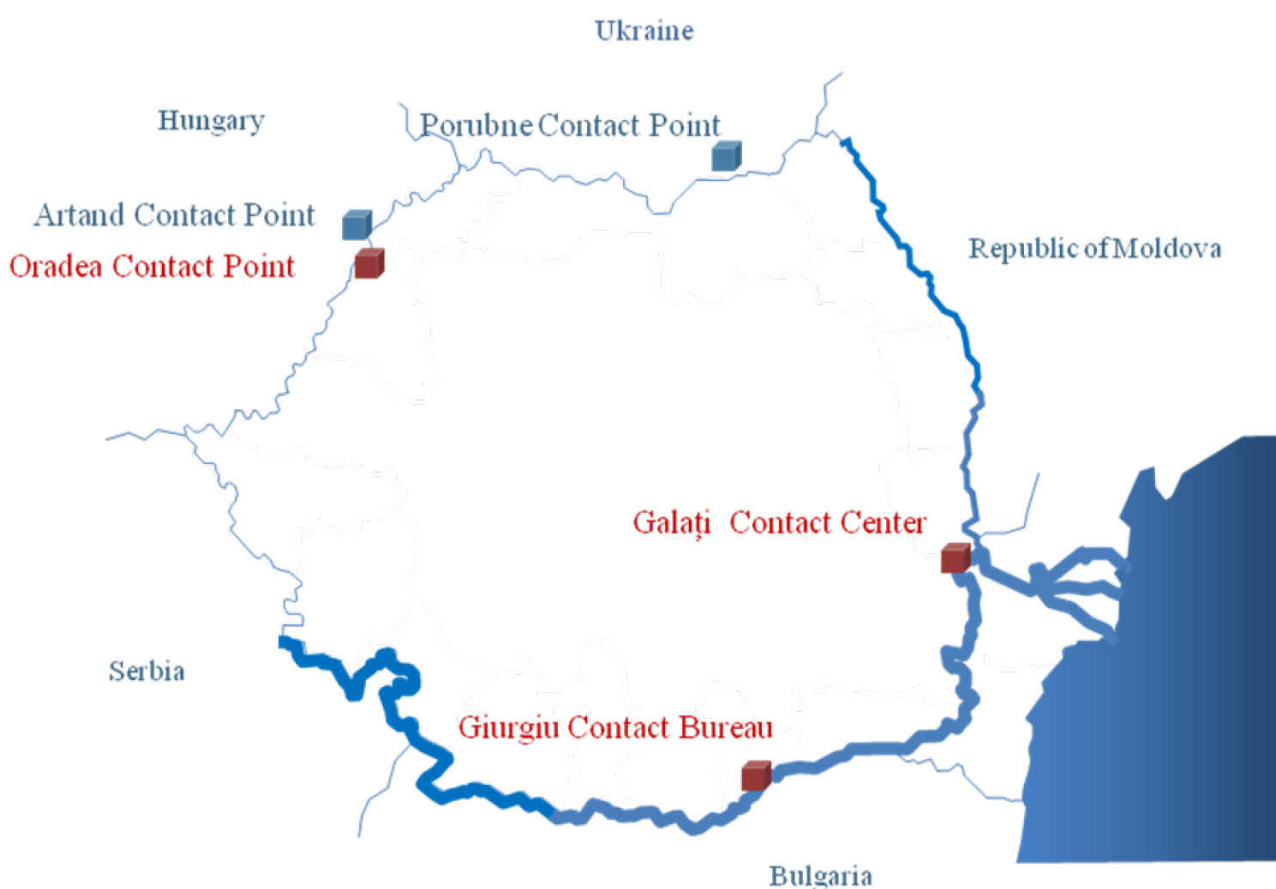 Ukraine
Hungary
Porubne Contact Point
Artand Contact Point
Oradea Contact Point
Republic of Moldova
Galați Contact Center
Serbia
Giurgiu Contact Bureau
Bulgaria